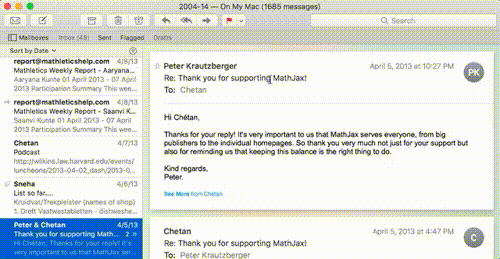 2004-14 — On My Mac (1685 messages)
Search
Mailboxes Inbox (48) Sent Flagged Drafts
Sort by Date
report@mathleticshelp.com 4/8/13
Mathletics Weekly Report - Aaryana...
Aaryana Kunte 01 April 2013 - 07 April
2013 Participation Summary This wee...
report@mathleticshelp.com 4/8/13
Mathletics Weekly Report - Saanvi K...
Saanvi Kunte 01 April 2013 - 07 April
2013 Participation Summary This wee...
Chetan 4/7/13
Podcast
http://wilkins.law.harvard.edu/events/
luncheons/2013-04-02_dash/2013-0...
Sneha 4/6/13
List so far.....
Kruidvat/Trekpleister (names of shop)
1. Dreft Vaatwastabletten - dishwashe...
Peter & Chetan 4/5/13
Thank you for supporting MathJax! 2 »
Hi Chétan, Thanks for your reply! It's
very important to us that MathJax ser...
Peter Krautzberger April 5, 2013 at 10:27 PM
Re: Thank you for supporting MathJax!
To: Chetan
PK
Hi Chétan,
Thanks for your reply! It's very important to us that MathJax serves everyone, from big
publishers to the individual homepages. So thank you very much not just for your support but
also for reminding us that keeping this balance is the right thing to do.
Kind regards,
Peter.
See More from Chetan
Chetan April 5, 2013 at 4:47 PM
Re: Thank you for supporting MathJax!
To: Peter Krautzberger
C